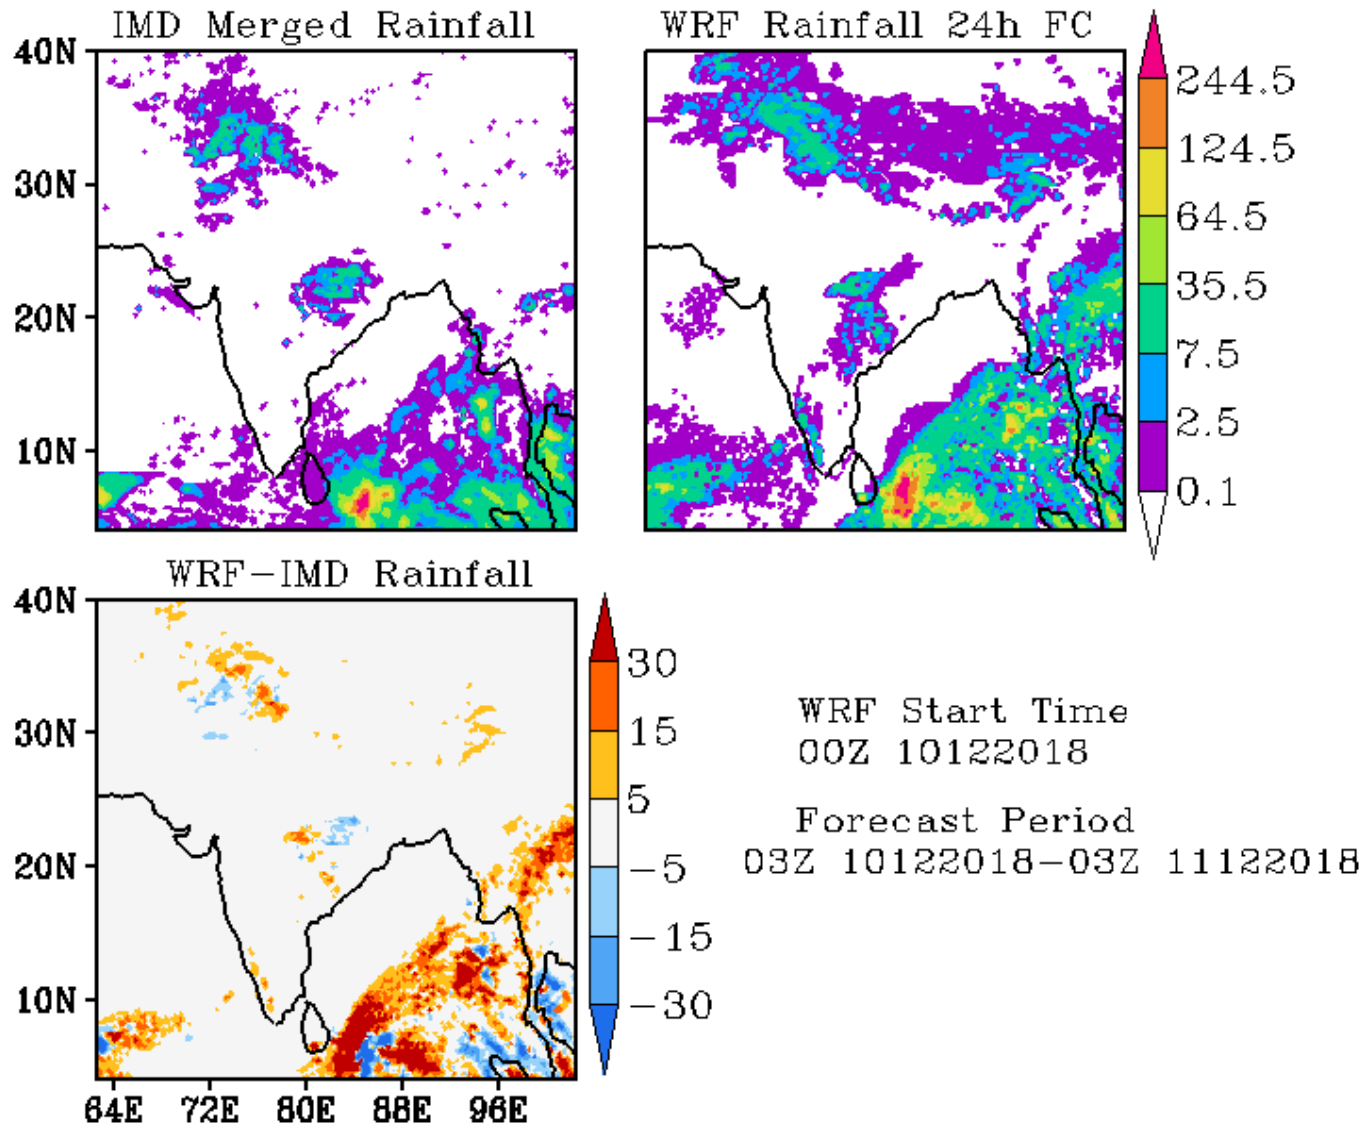 IMD Merged Rainfall
WRF Rainfall 24h FC
40N
30N
20N
10N
244.5
124.5
64.5
35.5
7.5
2.5
0.1
WRF-IMD Rainfall
40N
30N
20N
10N
64E 72E 80E 88E 96E
30
15
5
-5
-15
-30
WRF Start Time
00Z 10122018
Forecast Period
03Z 10122018-03Z 11122018